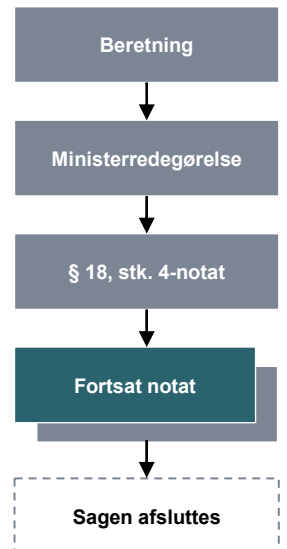 Beretning
Ministerredegørelse
§ 18, stk. 4-notat
Fortsat notat
Sagen afsluttes